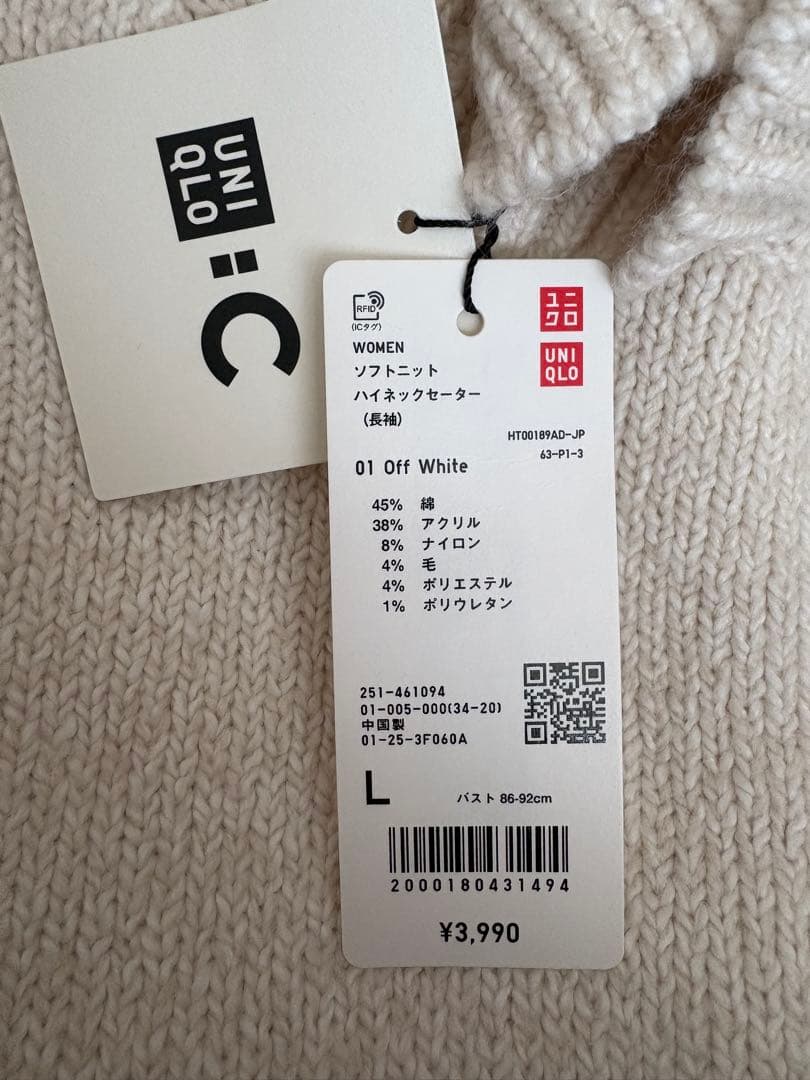 UNI
QLO
:C
RFID
(ICタグ)
ユニ
クロ
UNI
QLO
WOMEN
ソフトニット
ハイネックセーター
（長袖）
HT00189AD-JP
63-P1-3
01 Off White
45% 綿
38% アクリル
8% ナイロン
4% 毛
4% ポリエステル
1% ポリウレタン
251-461094
01-005-000(34-20)
中国製
01-25-3F060A
L バスト 86-92cm
2000180431494
¥3,990